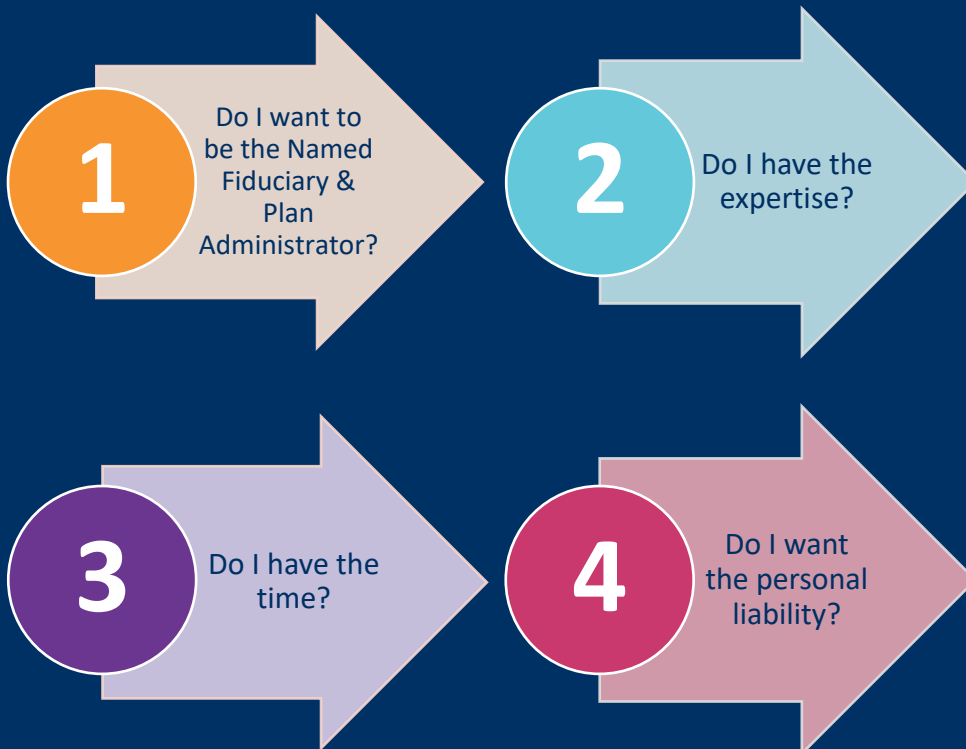 1
Do I want to
be the Named
Fiduciary &
Plan
Administrator?
2
Do I have the
expertise?
3
Do I have the
time?
4
Do I want
the personal
liability?